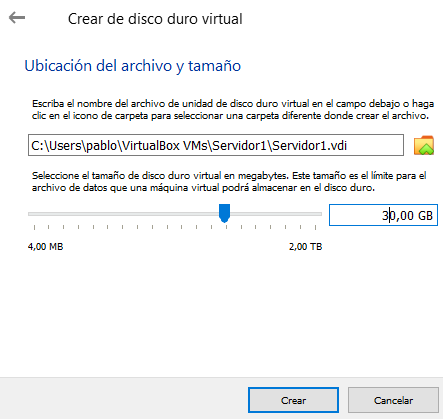 Crear de disco duro virtual
Ubicación del archivo y tamaño
Escriba el nombre del archivo de unidad de disco duro virtual en el campo debajo o haga
clic en el icono de carpeta para seleccionar una carpeta diferente donde crear el archivo.
C:\Users\pablo\VirtualBox VMs\Servidor1\Servidor1.vdi
Seleccione el tamaño de disco duro virtual en megabytes. Este tamaño es el límite para el
archivo de datos que una máquina virtual podrá almacenar en el disco duro.
30,00 GB
4,00 MB 2,00 TB
Crear Cancelar